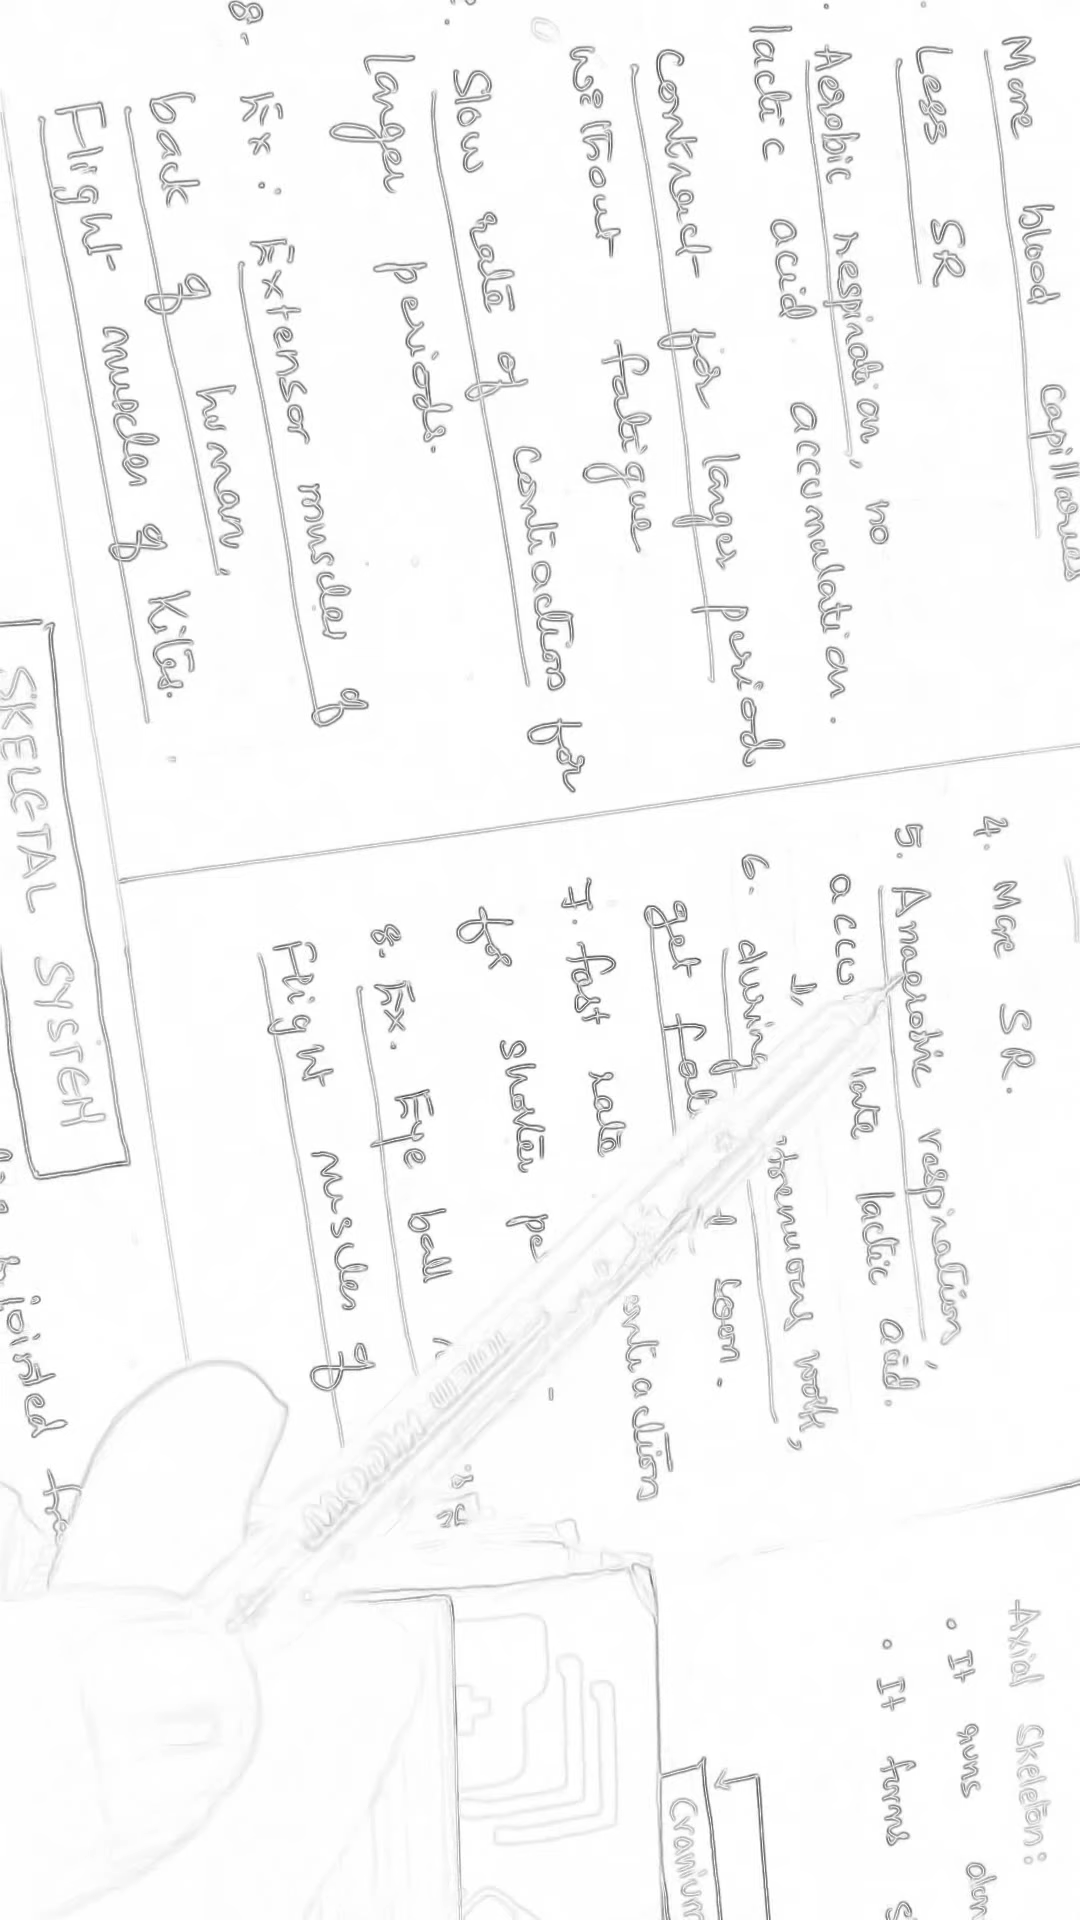 More blood capillaries
Less SR
Aerobic respiration, no
lactic acid accumulation.
Contract for longer period
without fatigue
Slow rate of contraction for
longer periods.
8. Ex: Extensor muscles of
back of human.
Flight muscles of kites.
4. More SR.
5. Anaerobic respiration,
accu late lactic acid.
6. during strenuous work,
get soon.
7. fast rate ontraction
for shorter pe
8. Ex. Eye ball
Flight muscles of
SKELETAL SYSTEM
jointed
Axial Skeleton:
• It runs
• It forms
Cranium